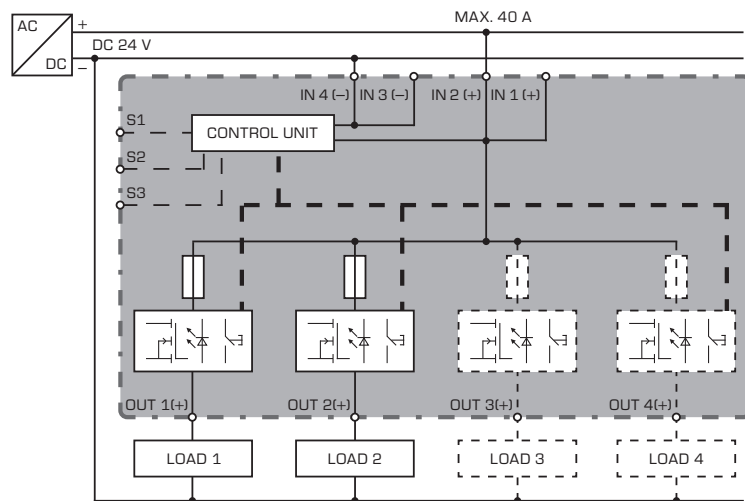 AC
+
MAX. 40 A
DC 24 V
DC
–
IN 4 (–) IN 3 (–) IN 2 (+) IN 1 (+)
S1
CONTROL UNIT
S2
S3
OUT 1(+) OUT 2(+) OUT 3(+) OUT 4(+)
LOAD 1 LOAD 2 LOAD 3 LOAD 4